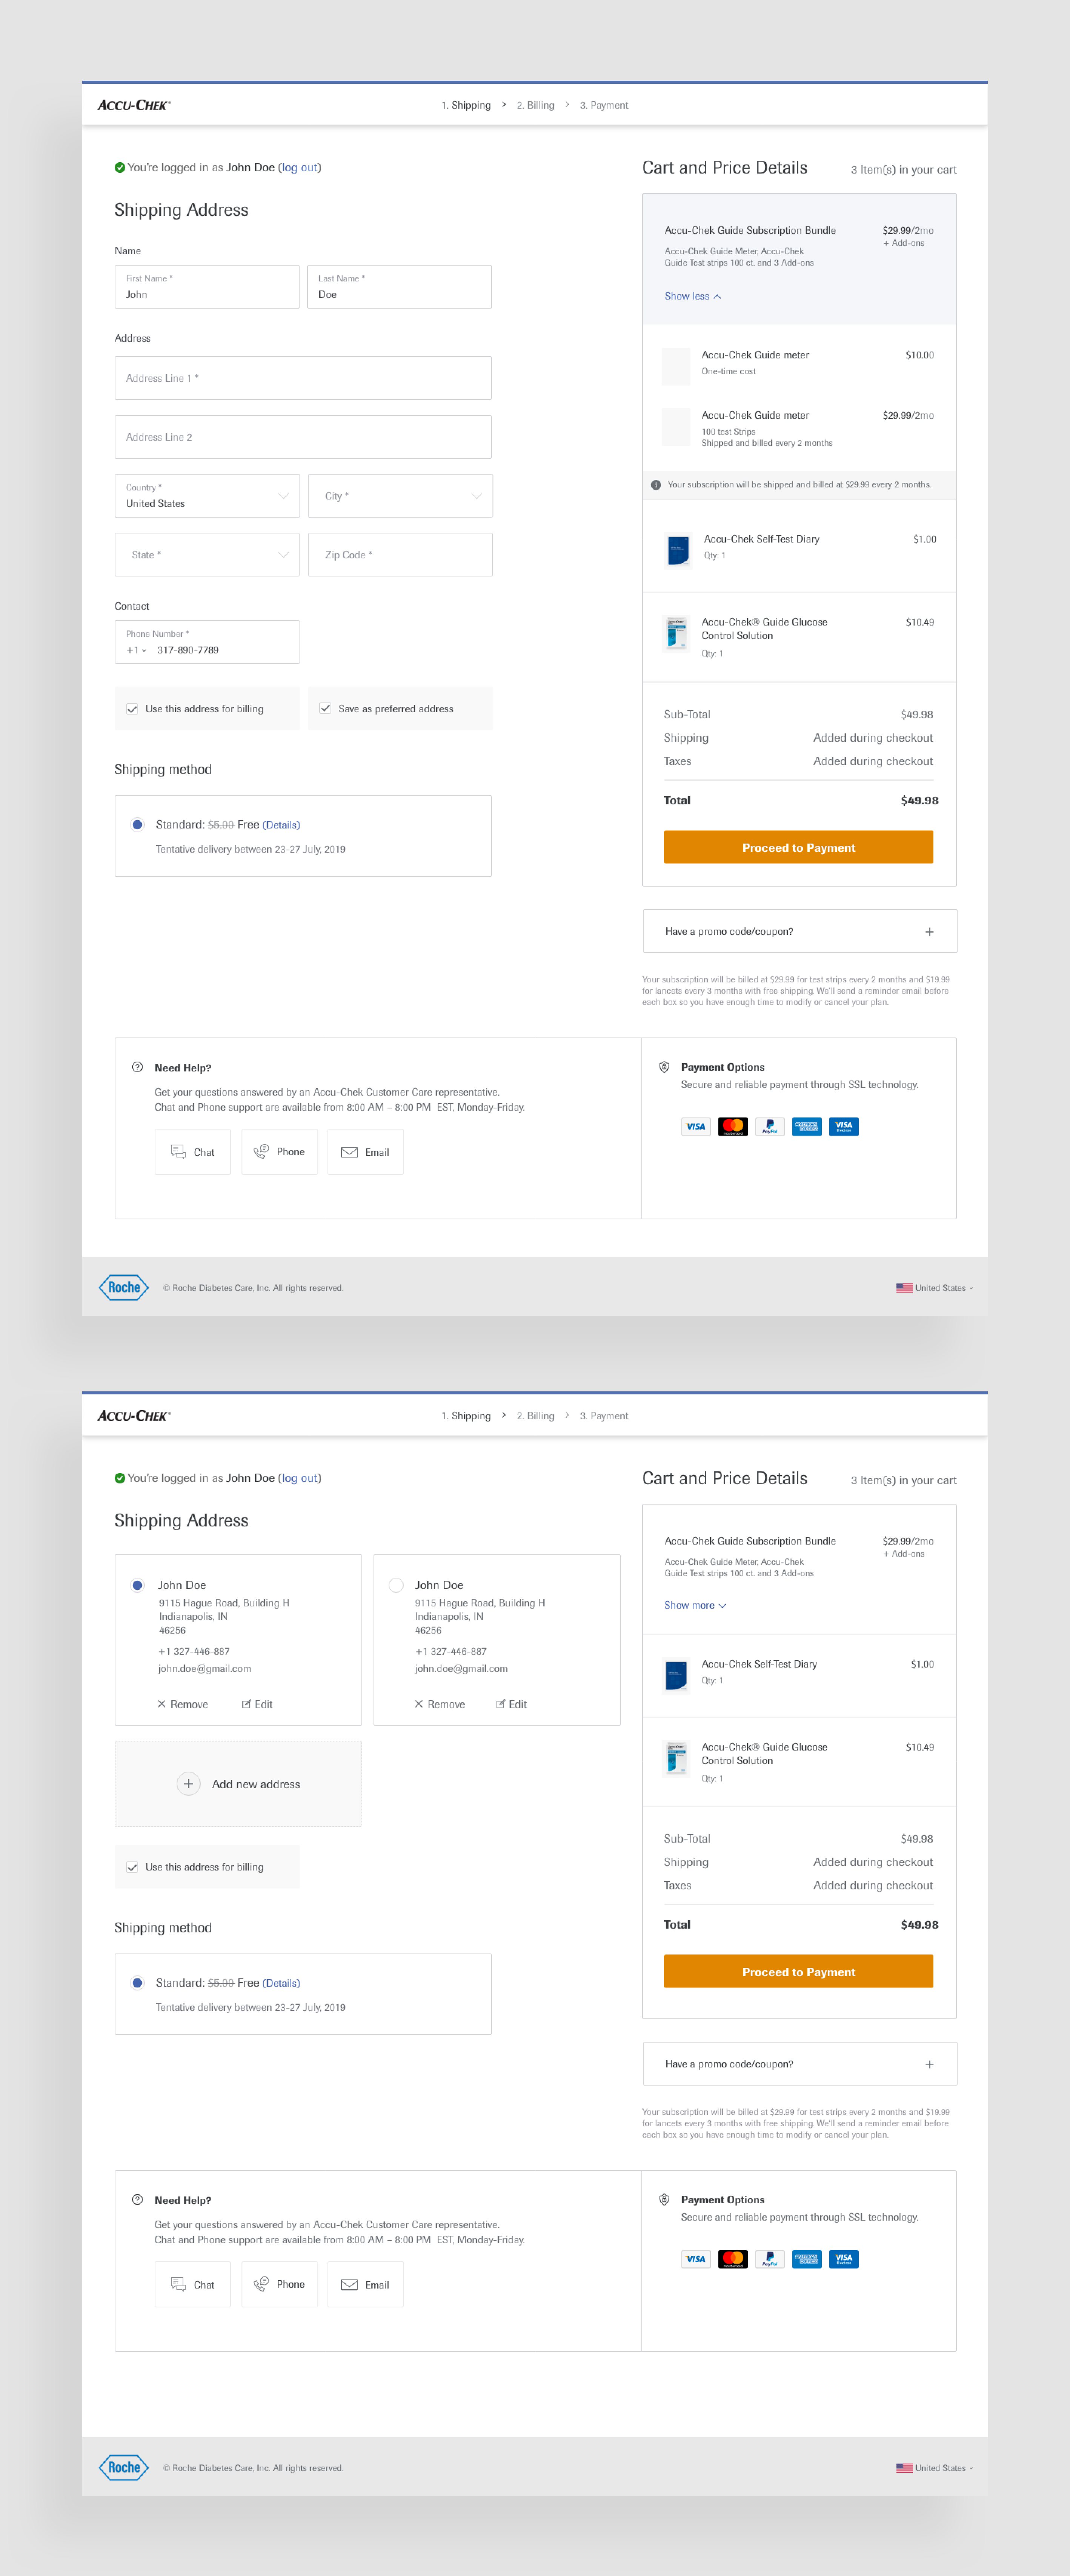 ACCU-CHEK®
1. Shipping > 2. Billing > 3. Payment
You're logged in as John Doe (log out)
Shipping Address
Name
First Name *
John
Last Name *
Doe
Address
Address Line 1 *
Address Line 2
Country *
United States
City *
State *
Zip Code *
Contact
Phone Number *
+1 317-890-7789
Use this address for billing
Save as preferred address
Shipping method
Standard: $5.00 Free (Details)
Tentative delivery between 23-27 July, 2019
Cart and Price Details
3 Item(s) in your cart
Accu-Chek Guide Subscription Bundle
$29.99/2mo
+ Add-ons
Accu-Chek Guide Meter, Accu-Chek
Guide Test strips 100 ct. and 3 Add-ons
Show less
Accu-Chek Guide meter
$10.00
One-time cost
Accu-Chek Guide meter
$29.99/2mo
100 test Strips
Shipped and billed every 2 months
Your subscription will be shipped and billed at $29.99 every 2 months.
Accu-Chek Self-Test Diary
$1.00
Qty: 1
Accu-Chek® Guide Glucose
Control Solution
$10.49
Qty: 1
Sub-Total
$49.98
Shipping
Added during checkout
Taxes
Added during checkout
Total
$49.98
Proceed to Payment
Have a promo code/coupon?
+
Your subscription will be billed at $29.99 for test strips every 2 months and $19.99
for lancets every 3 months with free shipping. We'll send a reminder email before
each box so you have enough time to modify or cancel your plan.
Need Help?
Get your questions answered by an Accu-Chek Customer Care representative.
Chat and Phone support are available from 8:00 AM – 8:00 PM EST, Monday-Friday.
Chat
Phone
Email
Payment Options
Secure and reliable payment through SSL technology.
VISA
PayPal
VISA
Roche
© Roche Diabetes Care, Inc. All rights reserved.
United States
ACCU-CHEK®
1. Shipping > 2. Billing > 3. Payment
You're logged in as John Doe (log out)
Shipping Address
John Doe
9115 Hague Road, Building H
Indianapolis, IN
46256
+1 327-446-887
john.doe@gmail.com
Remove
Edit
John Doe
9115 Hague Road, Building H
Indianapolis, IN
46256
+1 327-446-887
john.doe@gmail.com
Remove
Edit
Add new address
Use this address for billing
Shipping method
Standard: $5.00 Free (Details)
Tentative delivery between 23-27 July, 2019
Cart and Price Details
3 Item(s) in your cart
Accu-Chek Guide Subscription Bundle
$29.99/2mo
+ Add-ons
Accu-Chek Guide Meter, Accu-Chek
Guide Test strips 100 ct. and 3 Add-ons
Show more
Accu-Chek Self-Test Diary
$1.00
Qty: 1
Accu-Chek® Guide Glucose
Control Solution
$10.49
Qty: 1
Sub-Total
$49.98
Shipping
Added during checkout
Taxes
Added during checkout
Total
$49.98
Proceed to Payment
Have a promo code/coupon?
+
Your subscription will be billed at $29.99 for test strips every 2 months and $19.99
for lancets every 3 months with free shipping. We'll send a reminder email before
each box so you have enough time to modify or cancel your plan.
Need Help?
Get your questions answered by an Accu-Chek Customer Care representative.
Chat and Phone support are available from 8:00 AM – 8:00 PM EST, Monday-Friday.
Chat
Phone
Email
Payment Options
Secure and reliable payment through SSL technology.
VISA
PayPal
VISA
Roche
© Roche Diabetes Care, Inc. All rights reserved.
United States